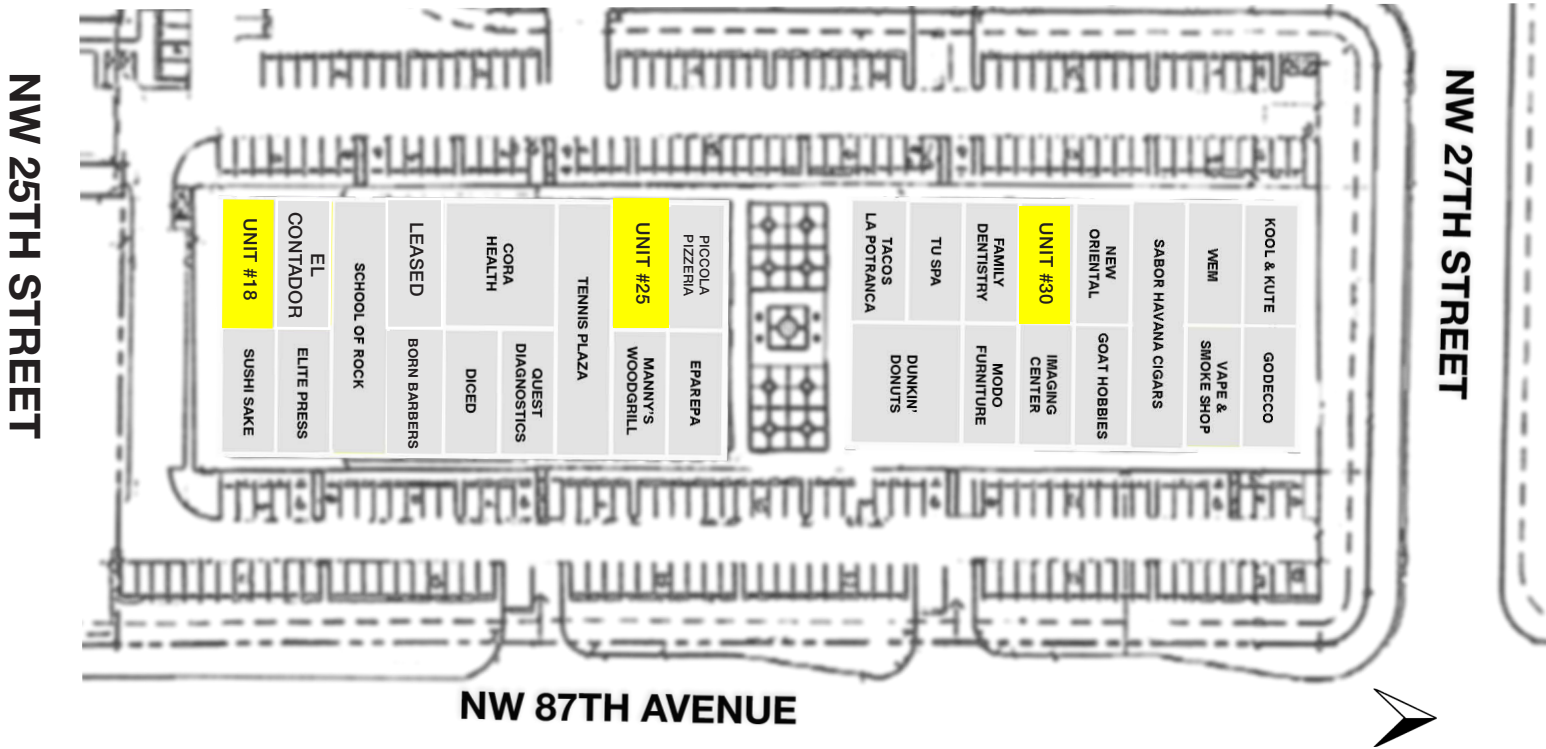 NW 25TH STREET
UNIT #18
EL
CONTADOR
SCHOOL OF ROCK
LEASED
CORA
HEALTH
TENNIS PLAZA
UNIT #25
PICCOLA
PIZZERIA
SUSHI SAKE
ELITE PRESS
BORN BARBERS
DICED
QUEST
DIAGNOSTICS
MANNY'S
WOODGRILL
EPAREPA
TACOS
LA POTRANCA
TU SPA
FAMILY
DENTISTRY
UNIT #30
NEW
ORIENTAL
SABOR HAVANA CIGARS
WEM
KOOL & KUTE
DUNKIN'
DONUTS
MODO
FURNITURE
IMAGING
CENTER
GOAT HOBBIES
VAPE &
SMOKE SHOP
GODECCO
NW 27TH STREET
NW 87TH AVENUE